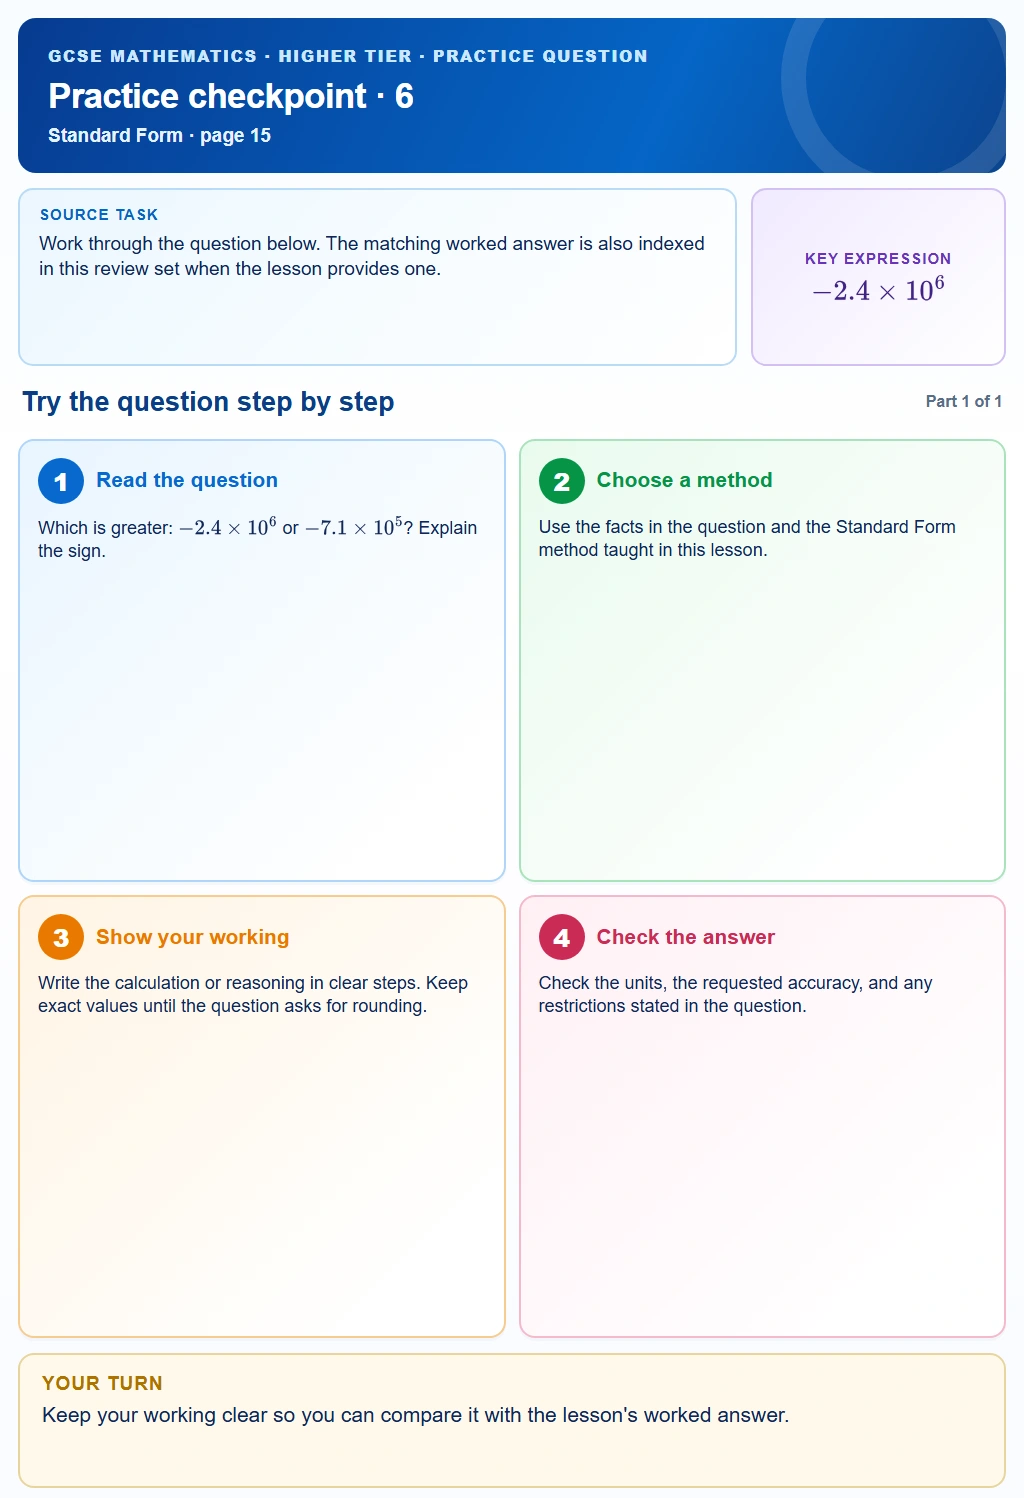 GCSE MATHEMATICS · HIGHER TIER · PRACTICE QUESTION
Practice checkpoint · 6
Standard Form · page 15
SOURCE TASK
Work through the question below. The matching worked answer is also indexed
in this review set when the lesson provides one.
KEY EXPRESSION
−2.4 × 10⁶
Try the question step by step
Part 1 of 1
1 Read the question
Which is greater: −2.4 × 10⁶ or −7.1 × 10⁵? Explain
the sign.
2 Choose a method
Use the facts in the question and the Standard Form
method taught in this lesson.
3 Show your working
Write the calculation or reasoning in clear steps. Keep
exact values until the question asks for rounding.
4 Check the answer
Check the units, the requested accuracy, and any
restrictions stated in the question.
YOUR TURN
Keep your working clear so you can compare it with the lesson's worked answer.